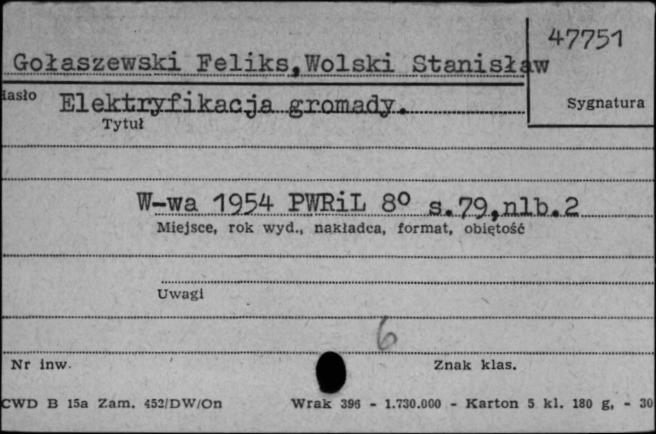 47751
Gołaszewski Feliks,Wolski Stanisław
Hasło Elektryfikacja gromady. Sygnatura
Tytuł
W-wa 1954 PWRiL 8º s.79,nlb.2
Miejsce, rok wyd., nakładca, format, obiętość
Uwagi
6
Nr inw. Znak klas.
CWD B 15a Zam. 452/DW/On Wrak 396 - 1.730.000 - Karton 5 kl. 180 g, - 30